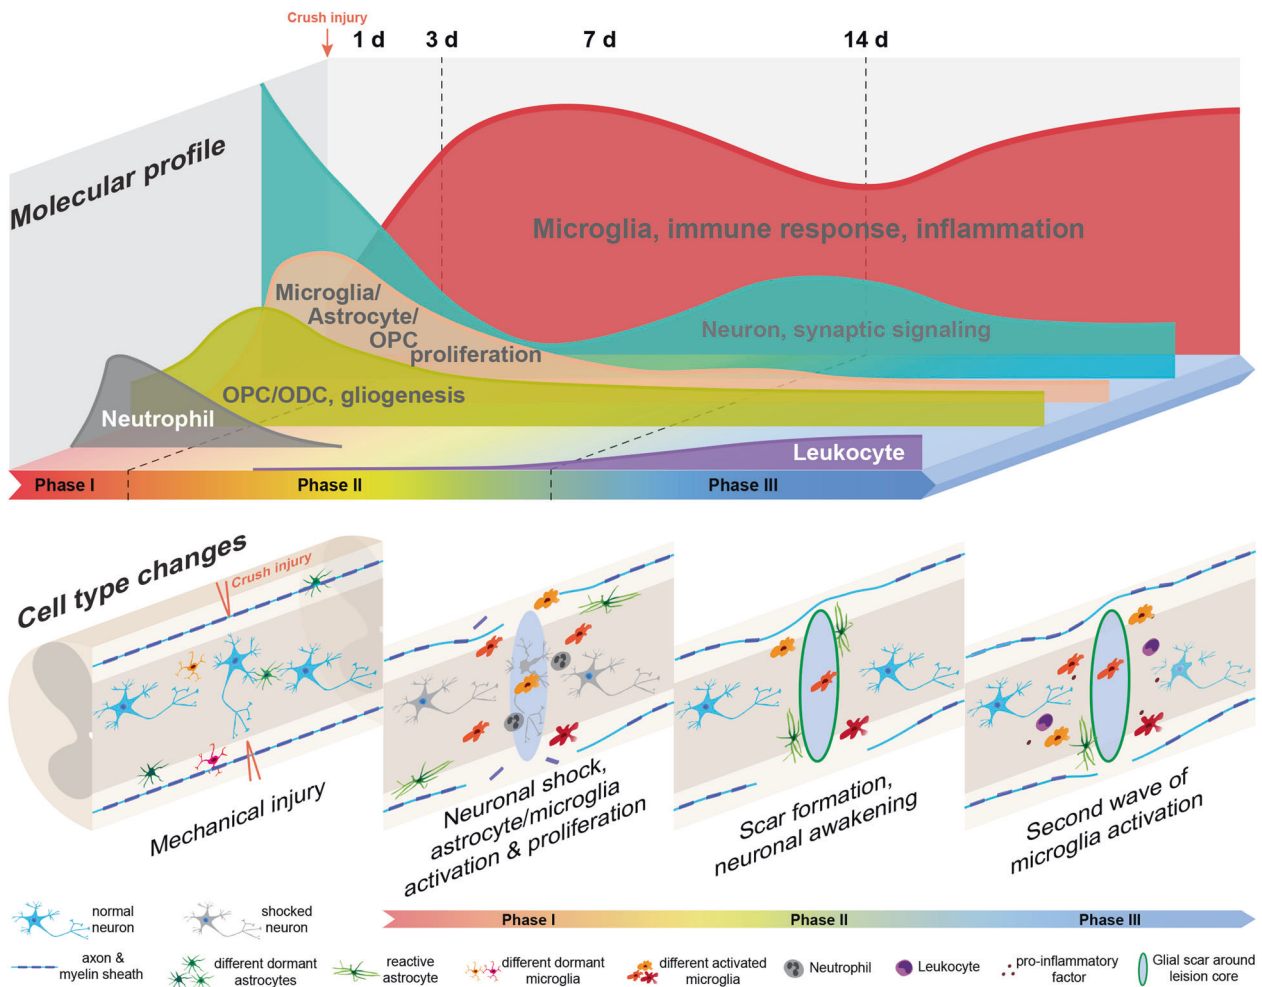 Crush injury
1 d
3 d
7 d
14 d
Molecular profile
Microglia, immune response, inflammation
Microglia/
Astrocyte/
OPC
proliferation
Neuron, synaptic signaling
OPC/ODC, gliogenesis
Neutrophil
Leukocyte
Phase I
Phase II
Phase III
Cell type changes
Crush injury
Mechanical injury
Neuronal shock,
astrocyte/microglia
activation & proliferation
Scar formation,
neuronal awakening
Second wave of
microglia activation
Phase I
Phase II
Phase III
normal
neuron
shocked
neuron
axon &
myelin sheath
different dormant
astrocytes
reactive
astrocyte
different dormant
microglia
different activated
microglia
Neutrophil
Leukocyte
pro-inflammatory
factor
Glial scar around
leision core